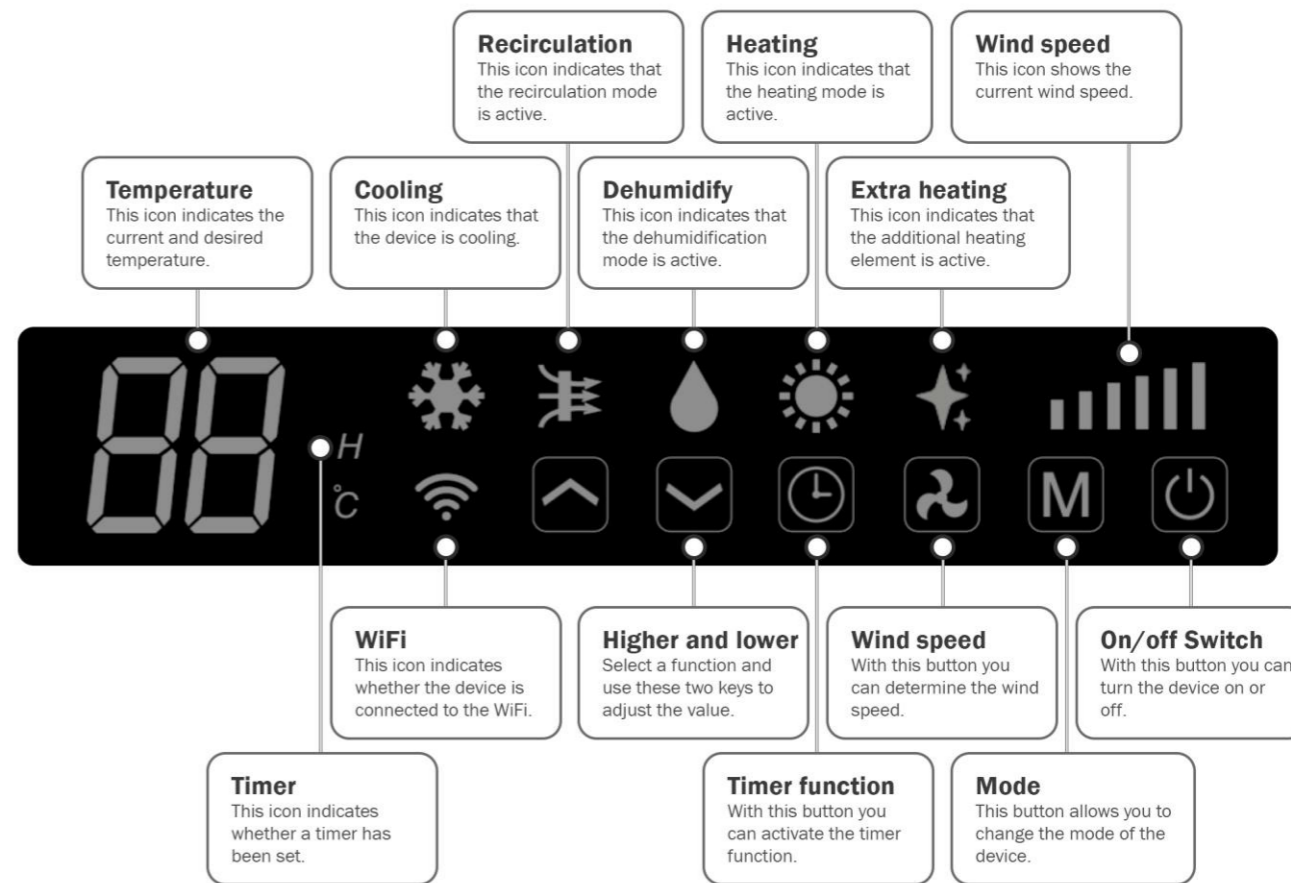 Recirculation
This icon indicates that
the recirculation mode
is active.
Heating
This icon indicates that
the heating mode is
active.
Wind speed
This icon shows the
current wind speed.
Temperature
This icon indicates the
current and desired
temperature.
Cooling
This icon indicates that
the device is cooling.
Dehumidify
This icon indicates that
the dehumidification
mode is active.
Extra heating
This icon indicates that
the additional heating
element is active.
88
H
°C
M
WiFi
This icon indicates
whether the device is
connected to the WiFi.
Higher and lower
Select a function and
use these two keys to
adjust the value.
Wind speed
With this button you
can determine the wind
speed.
On/off Switch
With this button you can
turn the device on or
off.
Timer
This icon indicates
whether a timer has
been set.
Timer function
With this button you
can activate the timer
function.
Mode
This button allows you to
change the mode of the
device.